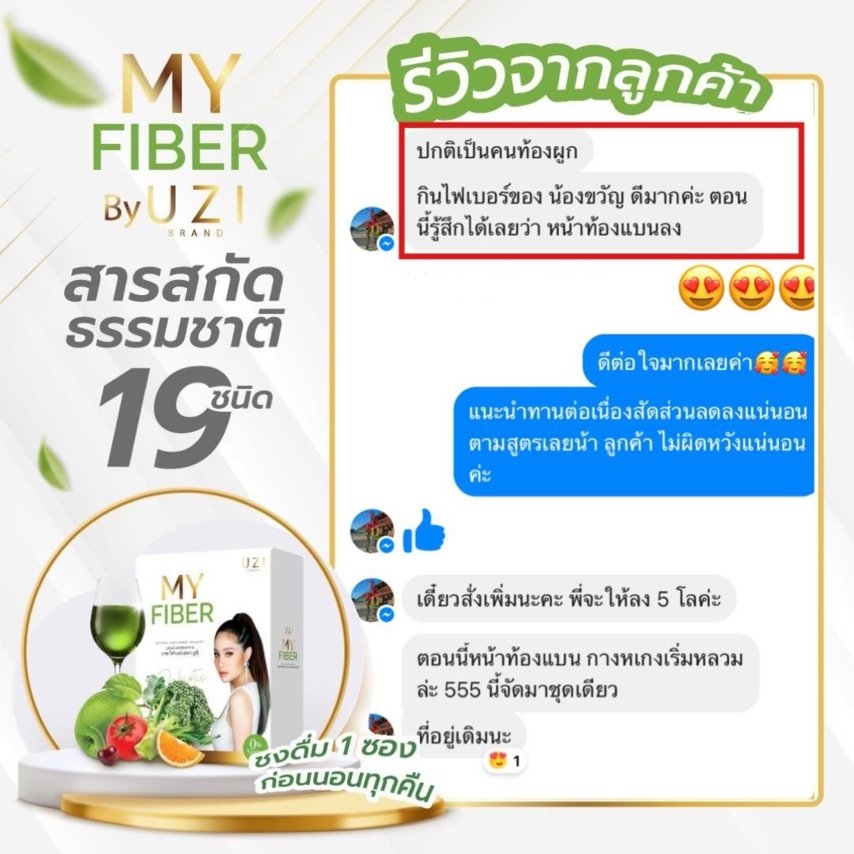 MY
FIBER
By UZI
BRAND
สารสกัด
ธรรมชาติ
19 ชนิด
รีวิวจากลูกค้า
ปกติเป็นคนท้องผูก
กินไฟเบอร์ของ น้องขวัญ ดีมากค่ะ ตอน
นี้รู้สึกได้เลยว่า หน้าท้องแบนลง
ดีต่อใจมากเลยค่า🥰🥰
แนะนำทานต่อเนื่องสัดส่วนลดลงแน่นอน
ตามสูตรเลยน้า ลูกค้า ไม่ผิดหวังแน่นอน
ค่ะ
เดี๋ยวสั่งเพิ่มนะคะ พี่จะให้ลง 5 โลค่ะ
ตอนนี้หน้าท้องแบน กางหเกงเริ่มหลวม
ล่ะ 555 นี้จัดมาชุดเดียว
ที่อยู่เดิมนะ
1
UZI
BRAND
MY
FIBER
MY
FIBER
0%
ชงดื่ม 1 ซอง
ก่อนนอนทุกคืน